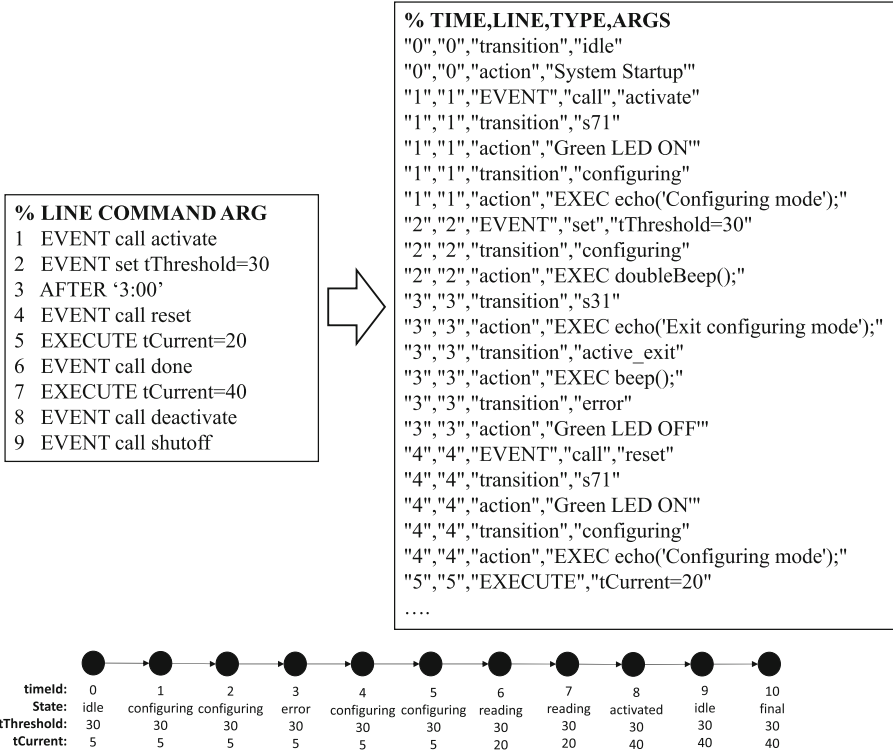 % LINE COMMAND ARG
1 EVENT call activate
2 EVENT set tThreshold=30
3 AFTER ‘3:00’
4 EVENT call reset
5 EXECUTE tCurrent=20
6 EVENT call done
7 EXECUTE tCurrent=40
8 EVENT call deactivate
9 EVENT call shutoff
% TIME,LINE,TYPE,ARGS
"0","0","transition","idle"
"0","0","action","System Startup'"
"1","1","EVENT","call","activate"
"1","1","transition","s71"
"1","1","action","Green LED ON'"
"1","1","transition","configuring"
"1","1","action","EXEC echo('Configuring mode');"
"2","2","EVENT","set","tThreshold=30"
"2","2","transition","configuring"
"2","2","action","EXEC doubleBeep();"
"3","3","transition","s31"
"3","3","action","EXEC echo('Exit configuring mode');"
"3","3","transition","active_exit"
"3","3","action","EXEC beep();"
"3","3","transition","error"
"3","3","action","Green LED OFF'"
"4","4","EVENT","call","reset"
"4","4","transition","s71"
"4","4","action","Green LED ON'"
"4","4","transition","configuring"
"4","4","action","EXEC echo('Configuring mode');"
"5","5","EXECUTE","tCurrent=20"
....
timeId: 0 1 2 3 4 5 6 7 8 9 10
State: idle configuring configuring error configuring configuring reading reading activated idle final
tThreshold: 30 30 30 30 30 30 30 30 30 30 30
tCurrent: 5 5 5 5 5 5 20 20 40 40 40